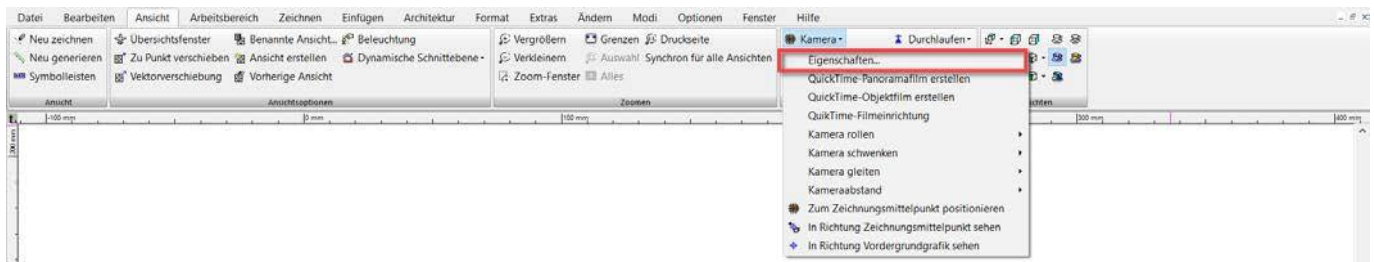 Datei Bearbeiten Ansicht Arbeitsbereich Zeichnen Einfügen Architektur Format Extras Ändern Modi Optionen Fenster Hilfe
Neu zeichnen Übersichtsfenster Benannte Ansicht... Beleuchtung Vergrößern Grenzen Druckseite Kamera Durchlaufen
Neu generieren Zu Punkt verschieben Ansicht erstellen Dynamische Schnittebene Verkleinern Auswahl Synchron für alle Ansichten
Symbolleisten Vektorverschiebung Vorherige Ansicht Zoom-Fenster Alles
Ansicht Ansichtsoptionen Zoomen
Eigenschaften...
QuickTime-Panoramafilm erstellen
QuickTime-Objektfilm erstellen
QuikTime-Filmeinrichtung
Kamera rollen
Kamera schwenken
Kamera gleiten
Kameraabstand
Zum Zeichnungsmittelpunkt positionieren
In Richtung Zeichnungsmittelpunkt sehen
In Richtung Vordergrundgrafik sehen
-100 mm 0 mm 100 mm 300 mm 400 mm